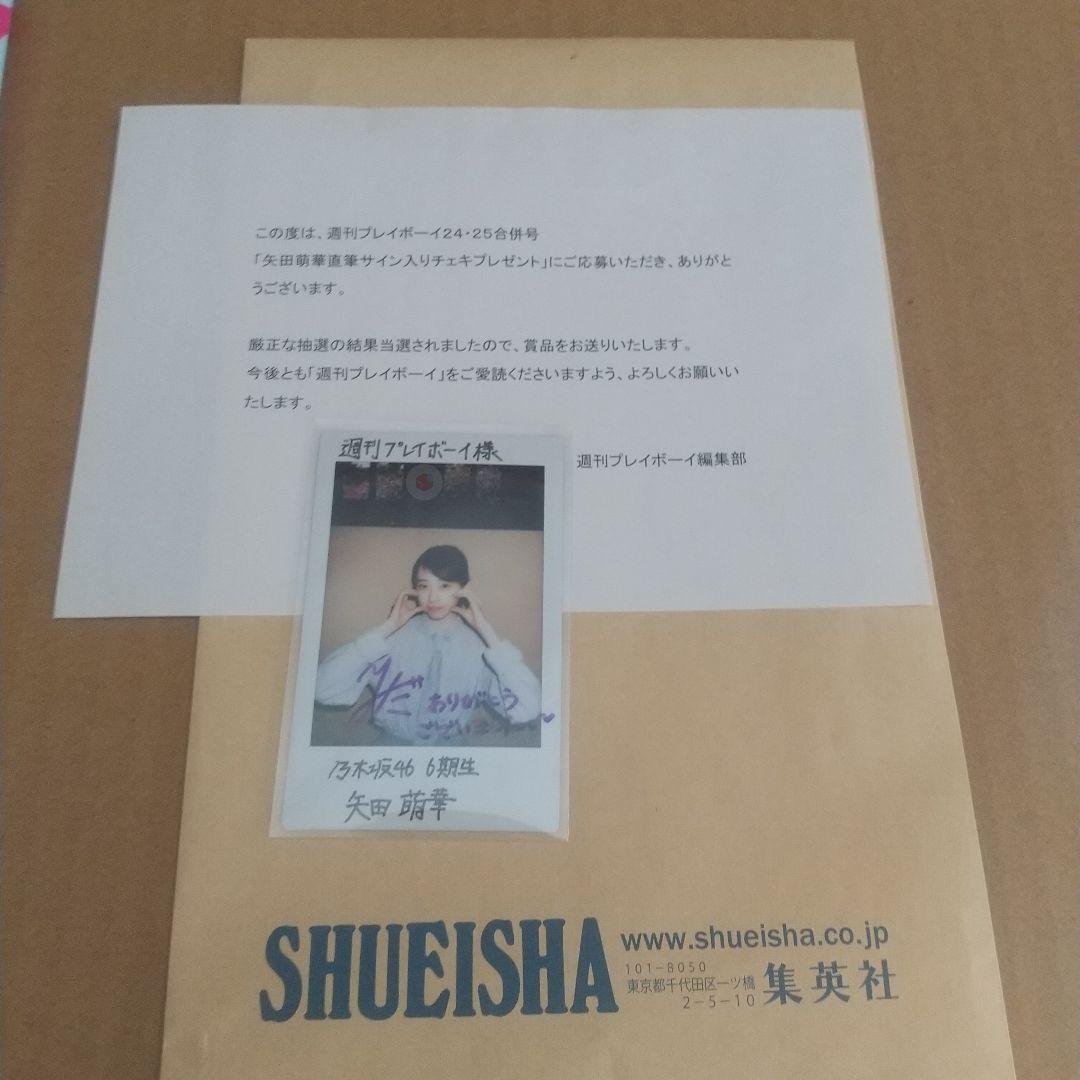 この度は、週刊プレイボーイ24・25合併号
「矢田萌華直筆サイン入りチェキプレゼント」にご応募いただき、ありがと
うございます。
厳正な抽選の結果当選されましたので、賞品をお送りいたします。
今後とも「週刊プレイボーイ」をご愛読くださいますよう、よろしくお願いい
たします。
週刊プレイボーイ編集部
週刊プレイボーイ様
ありがとう
乃木坂46 6期生
矢田 萌華
SHUEISHA
www.shueisha.co.jp
101-8050
東京都千代田区一ツ橋
2-5-10
集英社